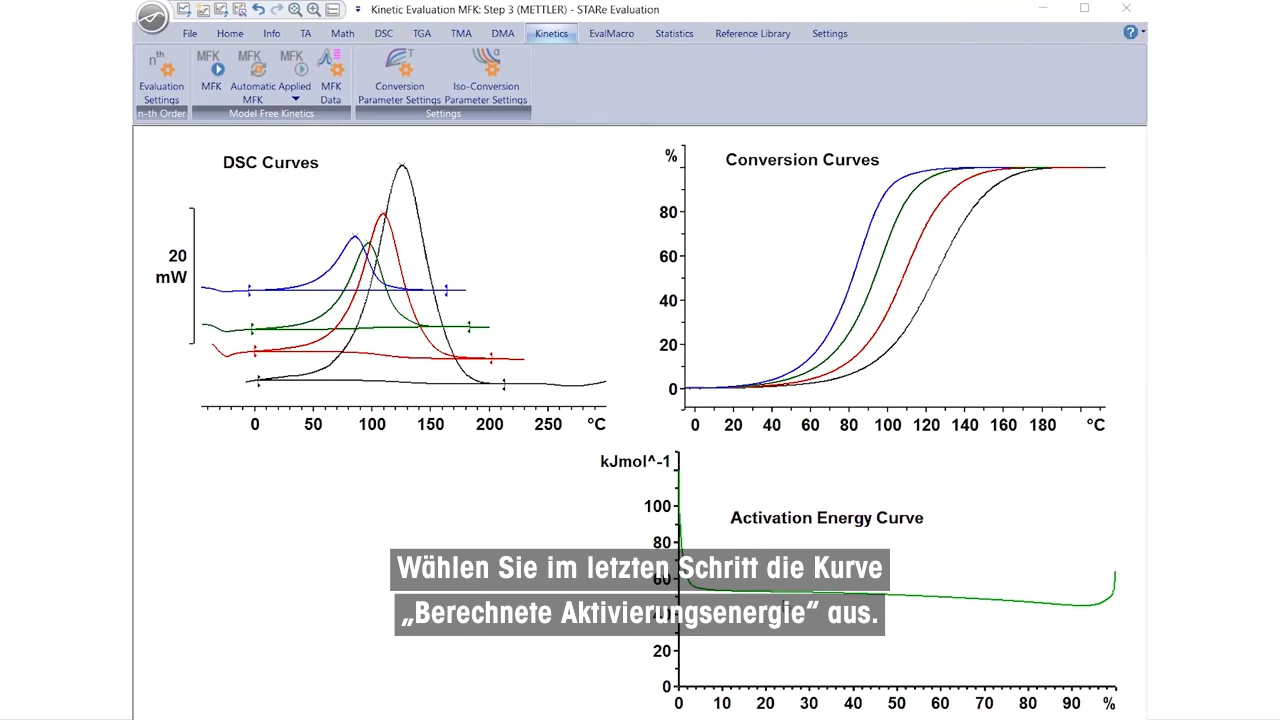 Kinetic Evaluation MFK: Step 3 (METTLER) - STARe Evaluation
File Home Info TA Math DSC TGA TMA DMA Kinetics EvalMacro Statistics Reference Library Settings
nth MFK MFK MFK
Evaluation MFK Automatic Applied MFK Conversion Iso-Conversion
Settings MFK Data Parameter Settings Parameter Settings
n-th Order Model Free Kinetics Settings
DSC Curves
20
mW
0 50 100 150 200 250 °C
% Conversion Curves
80
60
40
20
0
0 20 40 60 80 100 120 140 160 180 °C
kJmol^-1
Activation Energy Curve
100
80
60
40
20
0
0 10 20 30 40 50 60 70 80 90 %
Wählen Sie im letzten Schritt die Kurve
„Berechnete Aktivierungsenergie“ aus.